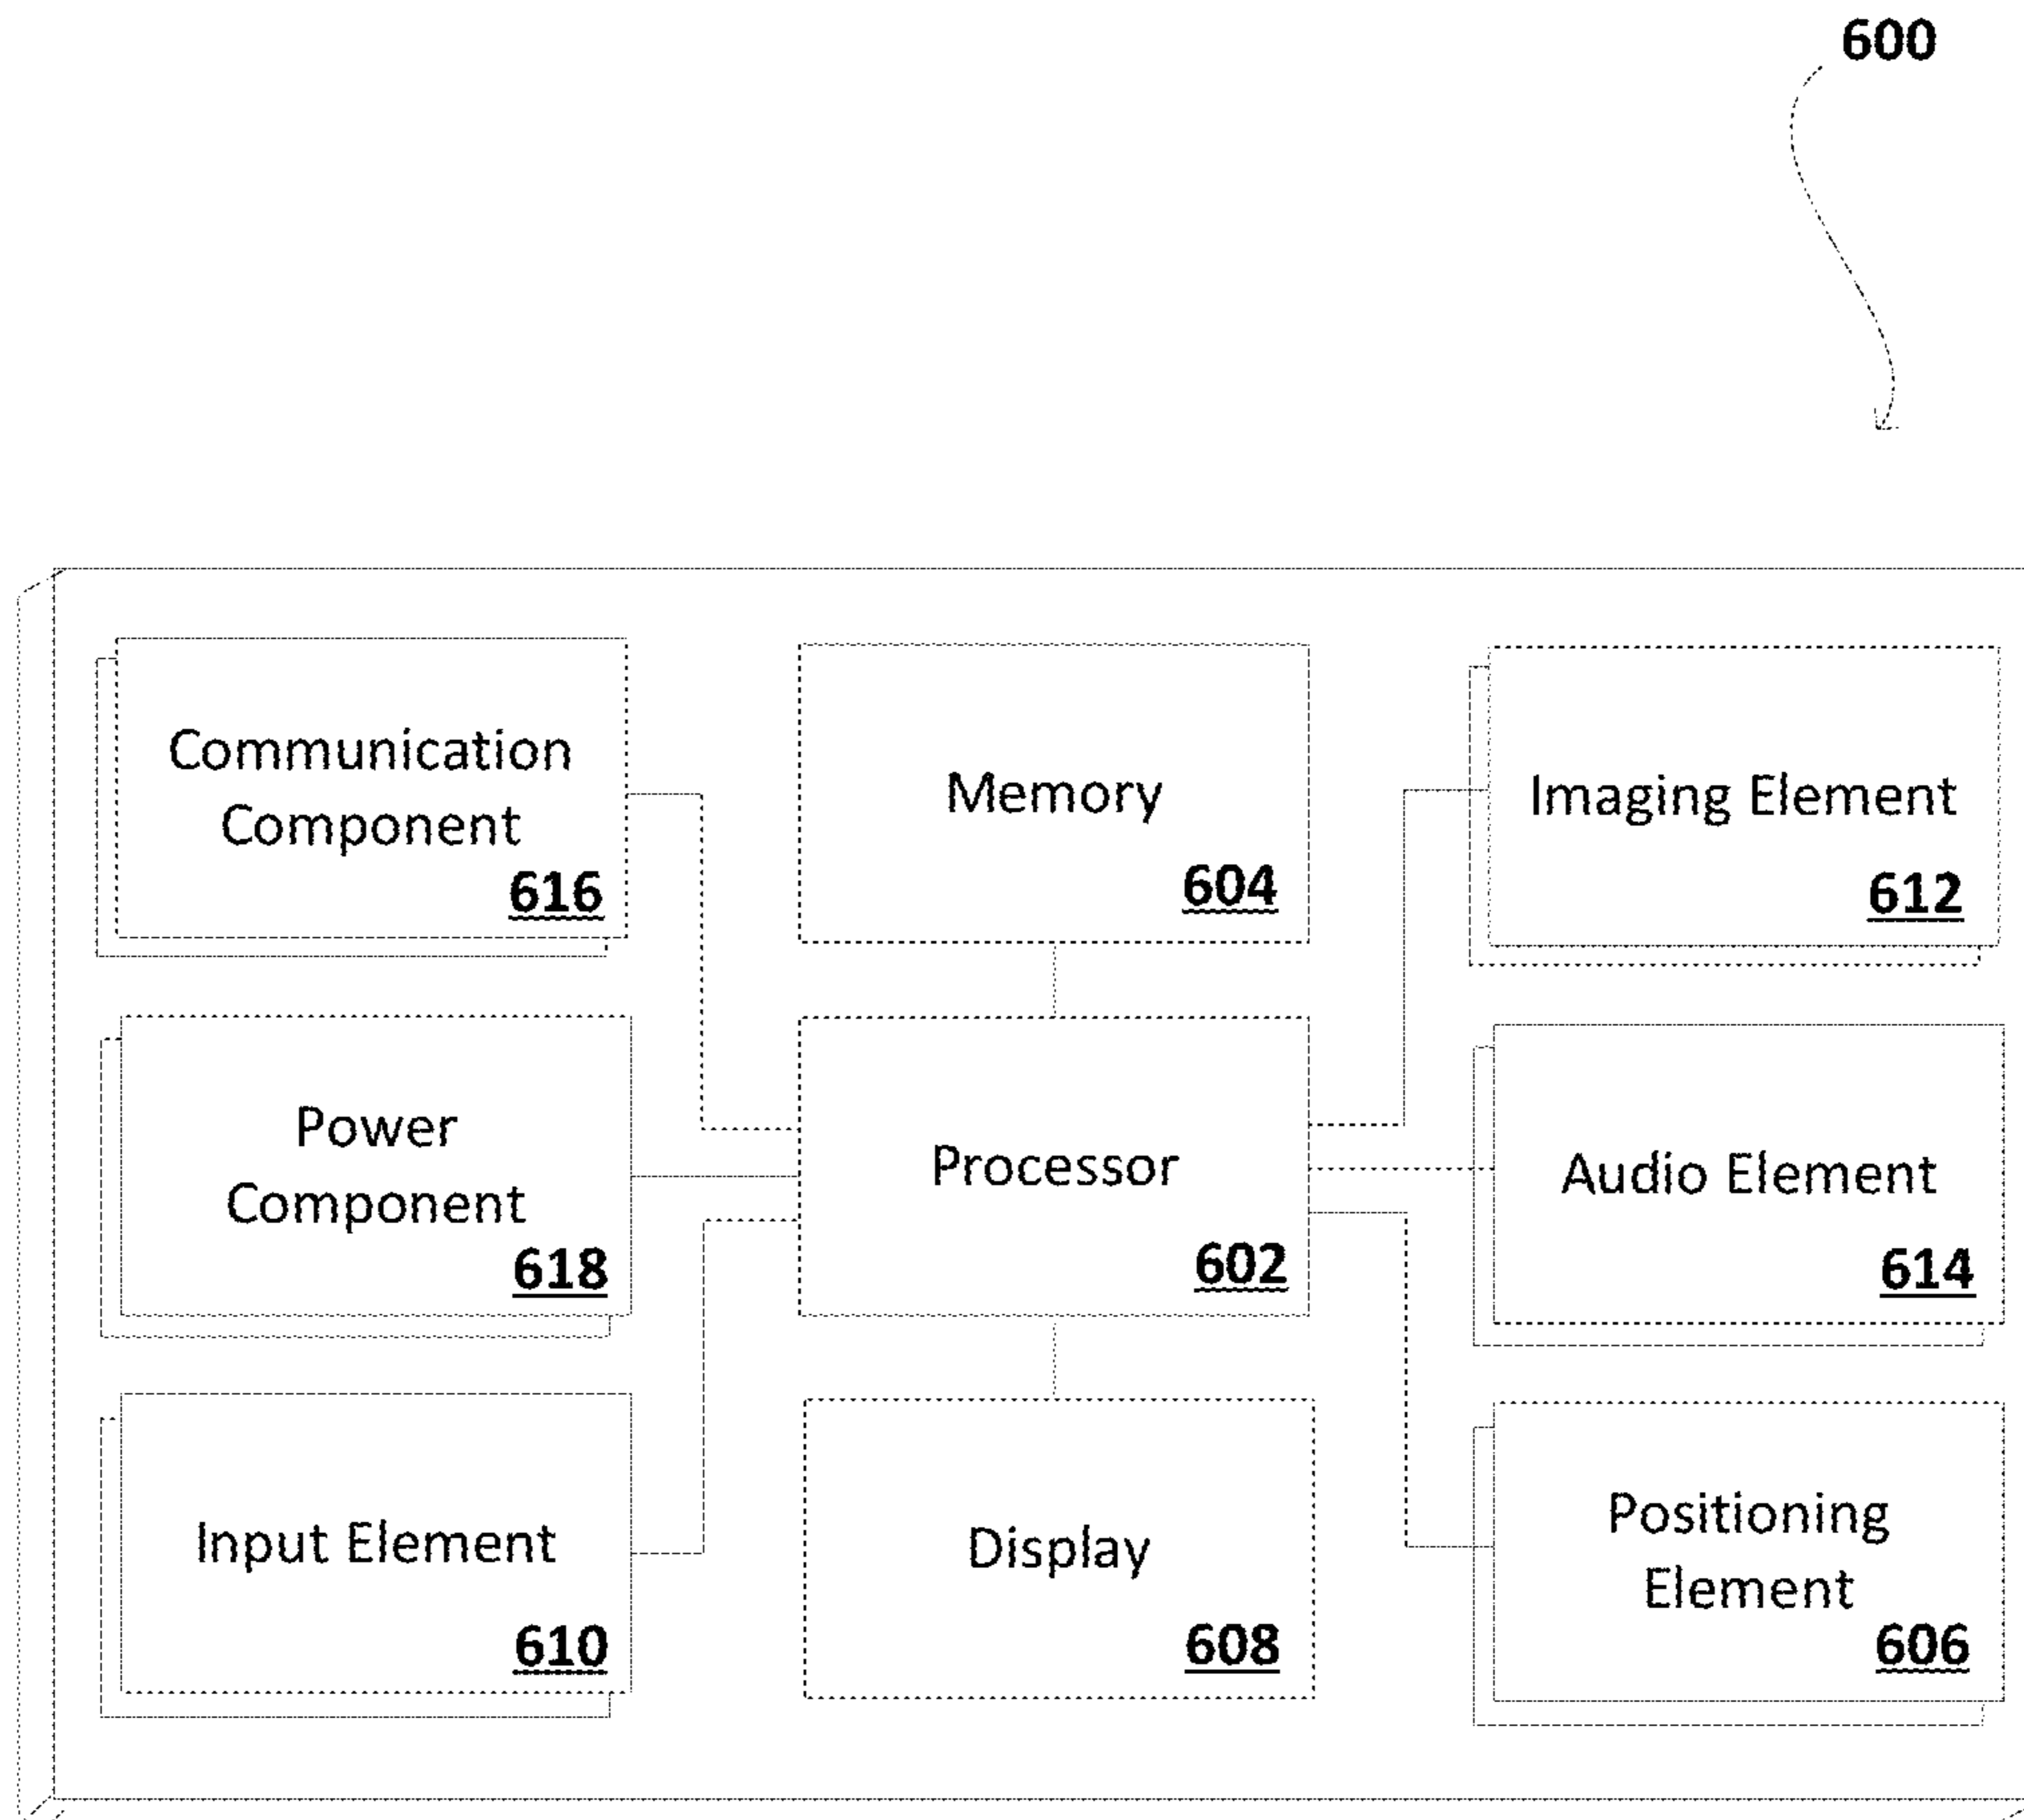 600
Communication
Component
616
Memory
604
Imaging Element
612
Power
Component
618
Processor
602
Audio Element
614
Input Element
610
Display
608
Positioning
Element
606